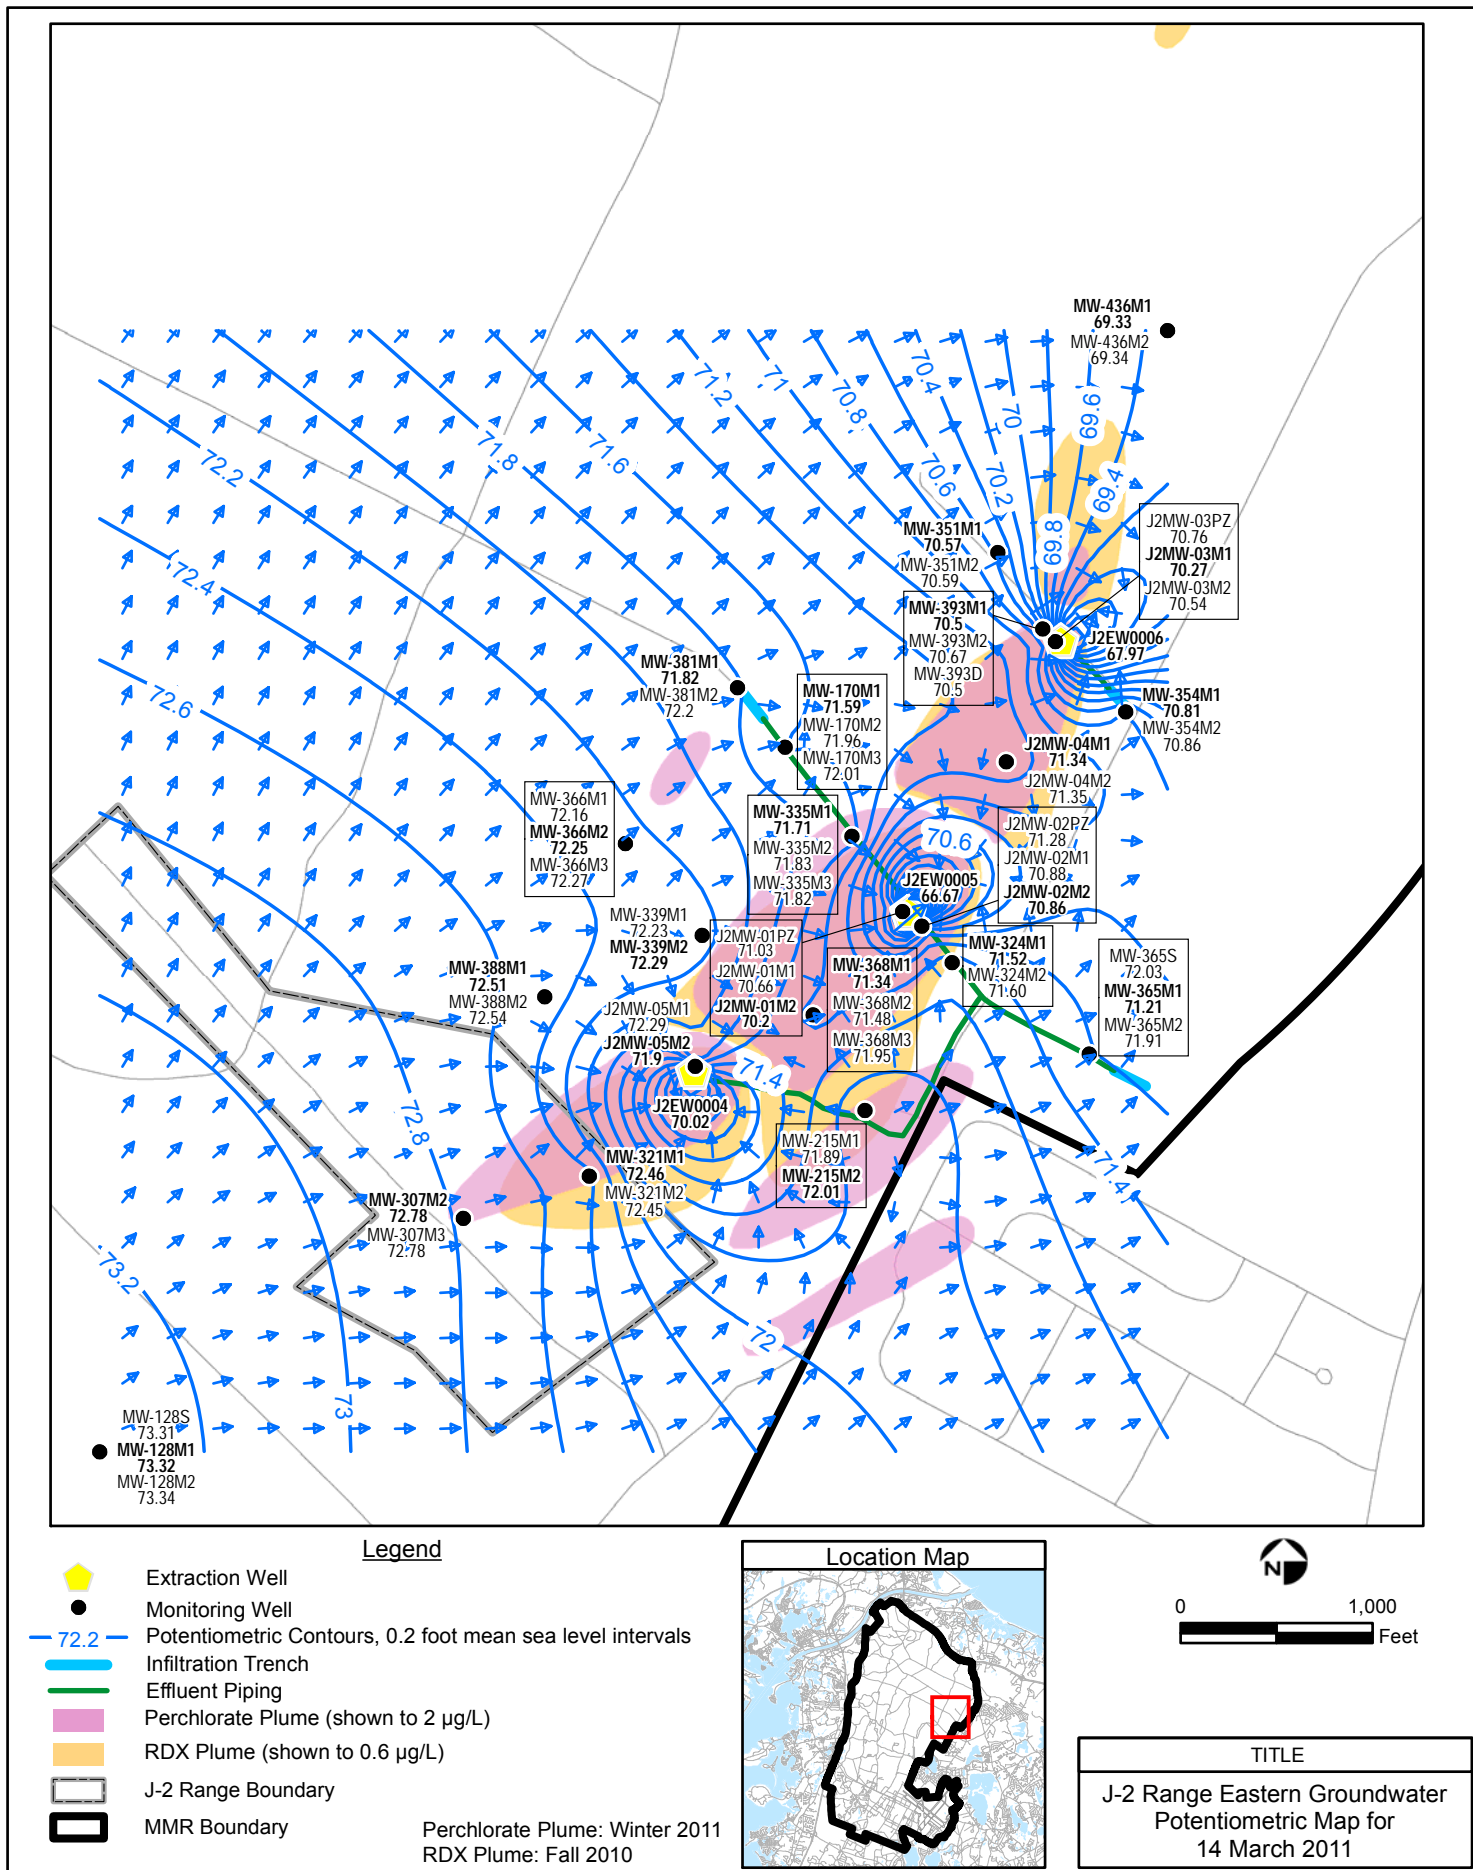 MW-436M1
69.33
MW-436M2
69.34
71.2
71
70.8
70.4
70
69.6
72.2
71.8
71.6
70.6
70.2
69.8
69.4
MW-351M1
70.57
MW-351M2
70.59
J2MW-03PZ
70.76
J2MW-03M1
70.27
J2MW-03M2
70.54
72.4
MW-393M1
70.5
MW-393M2
70.67
MW-393D
70.5
J2EW0006
67.97
72.6
MW-381M1
71.82
MW-381M2
72.2
MW-170M1
71.59
MW-170M2
71.96
MW-170M3
72.01
MW-354M1
70.81
MW-354M2
70.86
J2MW-04M1
71.34
J2MW-04M2
71.35
MW-366M1
72.16
MW-366M2
72.25
MW-366M3
72.27
MW-335M1
71.71
MW-335M2
71.83
MW-335M3
71.82
70.6
J2EW0005
66.67
J2MW-02PZ
71.28
J2MW-02M1
70.88
J2MW-02M2
70.86
MW-339M1
72.23
MW-339M2
72.29
J2MW-01PZ
71.03
J2MW-01M1
70.66
J2MW-01M2
70.2
MW-368M1
71.34
MW-368M2
71.48
MW-368M3
71.95
MW-324M1
71.52
MW-324M2
71.60
MW-365S
72.03
MW-365M1
71.21
MW-365M2
71.91
MW-388M1
72.51
MW-388M2
72.54
J2MW-05M1
72.29
J2MW-05M2
71.9
71.4
J2EW0004
70.02
72.8
MW-215M1
71.89
MW-215M2
72.01
71.4
MW-321M1
72.46
MW-321M2
72.45
MW-307M2
72.78
MW-307M3
72.78
73.2
72
73
MW-128S
73.31
MW-128M1
73.32
MW-128M2
73.34
Legend
Extraction Well
Monitoring Well
72.2 Potentiometric Contours, 0.2 foot mean sea level intervals
Infiltration Trench
Effluent Piping
Perchlorate Plume (shown to 2 µg/L)
RDX Plume (shown to 0.6 µg/L)
J-2 Range Boundary
MMR Boundary
Perchlorate Plume: Winter 2011
RDX Plume: Fall 2010
Location Map
N
0 1,000
Feet
TITLE
J-2 Range Eastern Groundwater
Potentiometric Map for
14 March 2011